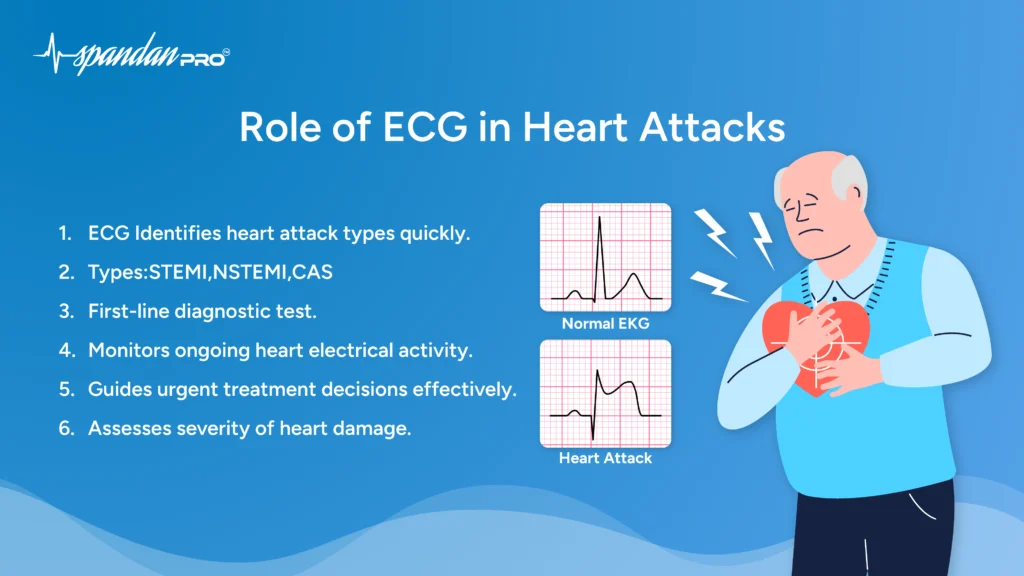 spandan PRO™
Role of ECG in Heart Attacks
1. ECG Identifies heart attack types quickly.
2. Types:STEMI,NSTEMI,CAS
3. First-line diagnostic test.
4. Monitors ongoing heart electrical activity.
5. Guides urgent treatment decisions effectively.
6. Assesses severity of heart damage.
Normal EKG
Heart Attack